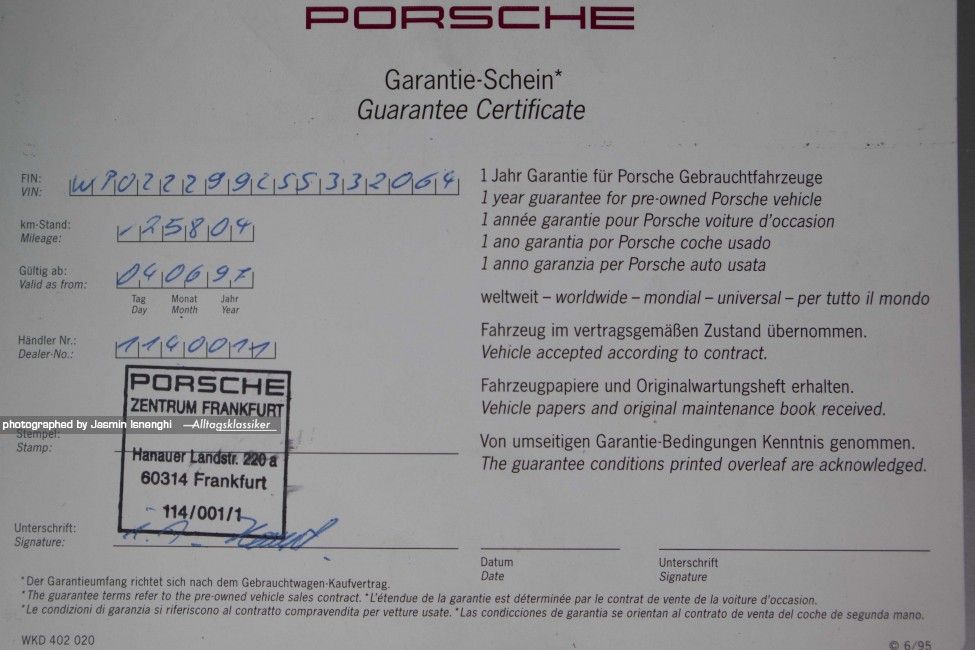 PORSCHE
Garantie-Schein*
Guarantee Certificate
FIN:
VIN:
WP0ZZZ99ZSS332064
km-Stand:
Mileage:
25804
Gültig ab:
Valid as from:
040697
Tag Monat Jahr
Day Month Year
Händler Nr.:
Dealer-No.:
1140011
PORSCHE
ZENTRUM FRANKFURT
Hanauer Landstr. 220 a
60314 Frankfurt
114/001/1
photographed by Jasmin Isnenghi —Alltagsklassiker
Stempel:
Stamp:
Unterschrift:
Signature:
1 Jahr Garantie für Porsche Gebrauchtfahrzeuge
1 year guarantee for pre-owned Porsche vehicle
1 année garantie pour Porsche voiture d'occasion
1 ano garantia por Porsche coche usado
1 anno garanzia per Porsche auto usata
weltweit – worldwide – mondial – universal – per tutto il mondo
Fahrzeug im vertragsgemäßen Zustand übernommen.
Vehicle accepted according to contract.
Fahrzeugpapiere und Originalwartungsheft erhalten.
Vehicle papers and original maintenance book received.
Von umseitigen Garantie-Bedingungen Kenntnis genommen.
The guarantee conditions printed overleaf are acknowledged.
Datum
Date
Unterschrift
Signature
*Der Garantieumfang richtet sich nach dem Gebrauchtwagen-Kaufvertrag.
*The guarantee terms refer to the pre-owned vehicle sales contract. *L'étendue de la garantie est déterminée par le contrat de vente de la voiture d'occasion.
*Le condizioni di garanzia si riferiscono al contratto compravendita per vetture usate. *Las condicciones de garantia se orientan al contrato de venta del coche de segunda mano.
WKD 402 020
© 6/95